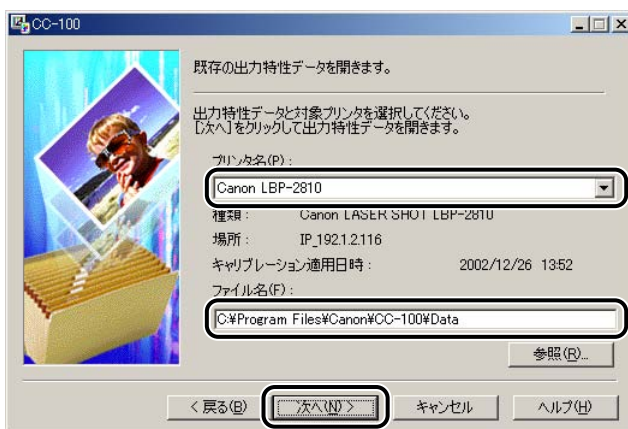 CC-100
既存の出力特性データを開きます。
出力特性データと対象プリンタを選択してください。
[次へ]をクリックして出力特性データを開きます。
プリンタ名(P):
Canon LBP-2810
種類: Canon LASER SHOT LBP-2810
場所: IP_192.1.2.116
キャリブレーション適用日時: 2002/12/26 13:52
ファイル名(F):
C:¥Program Files¥Canon¥CC-100¥Data
参照(R)...
< 戻る(B) 次へ(N) > キャンセル ヘルプ(H)